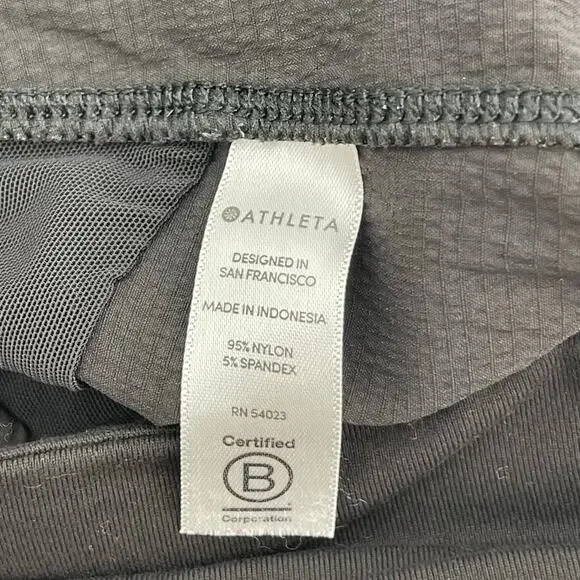 ATHLETA
DESIGNED IN
SAN FRANCISCO
MADE IN INDONESIA
95% NYLON
5% SPANDEX
RN 54023
Certified
B
Corporation